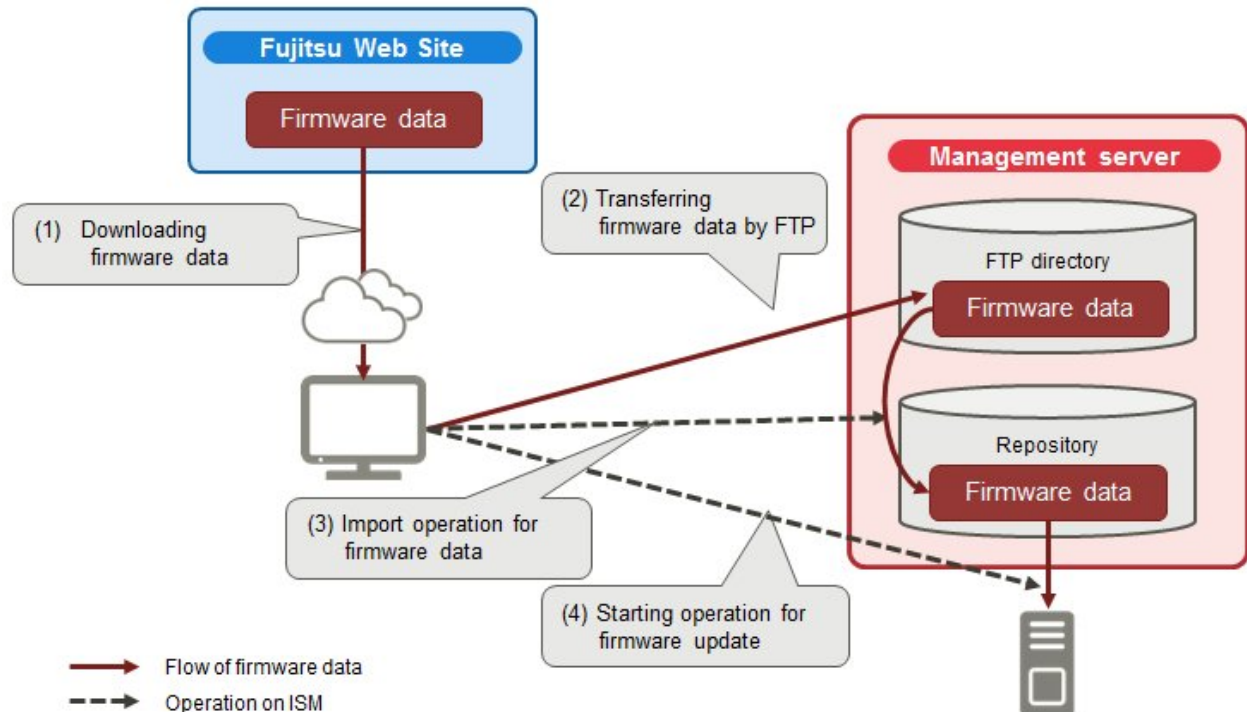 Fujitsu Web Site
Firmware data
Management server
(1) Downloading
firmware data
(2) Transferring
firmware data by FTP
FTP directory
Firmware data
Repository
Firmware data
(3) Import operation for
firmware data
(4) Starting operation for
firmware update
Flow of firmware data
Operation on ISM